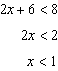 2x + 6 < 8
2x < 2
x < 1